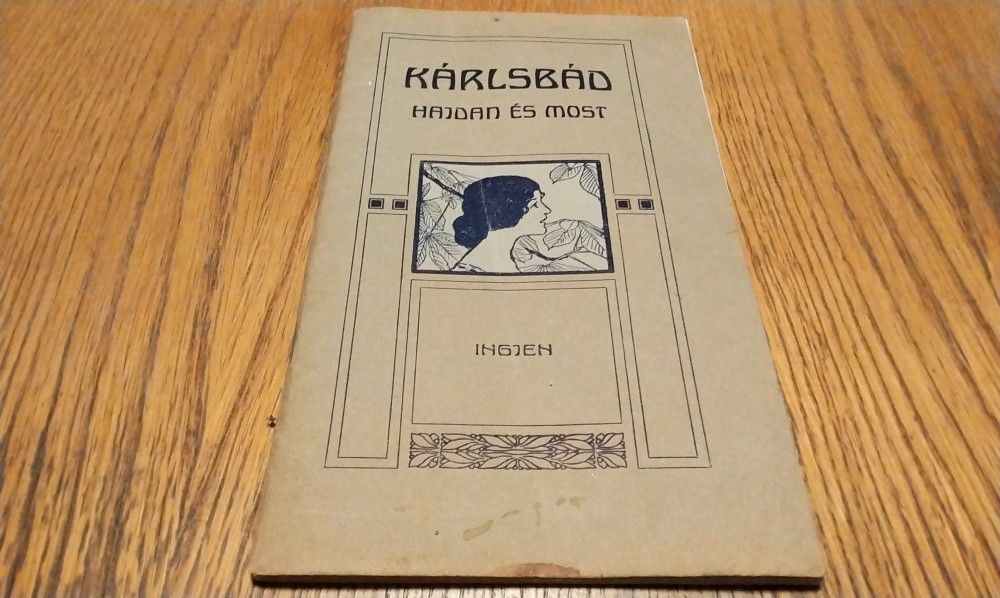 KÁRLSBÁD
HAJDAN ÉS MOST
INGJEN